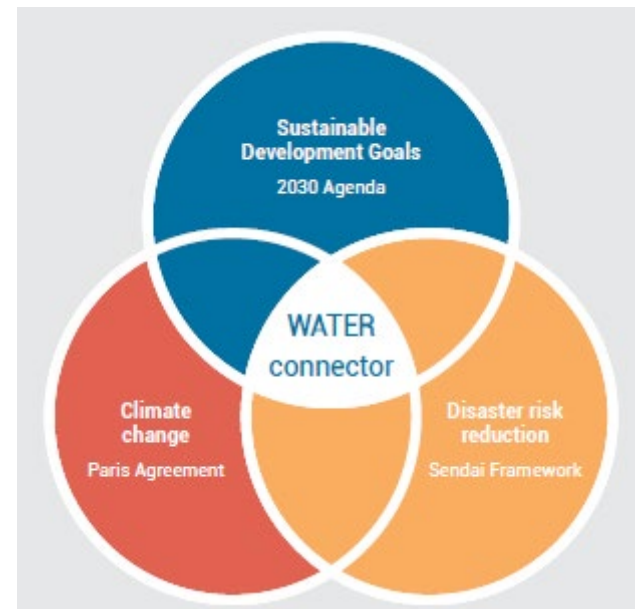 Sustainable
Development Goals
2030 Agenda
WATER
connector
Climate
change
Paris Agreement
Disaster risk
reduction
Sendai Framework